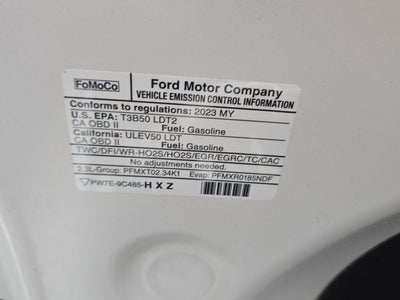 FoMoCo
Ford Motor Company
VEHICLE EMISSION CONTROL INFORMATION
Conforms to regulations: 2023 MY
U.S. EPA: T3B50 LDT2
CA OBD II Fuel: Gasoline
California: ULEV50 LDT
CA OBD II Fuel: Gasoline
TWC/DFI/WR-HO2S/HO2S/EGR/EGRC/TC/CAC
No adjustments needed.
2.3L-Group: PFMXT02.34K1 Evap: PFMXR0185NDF
PW7E-9C485-HXZ